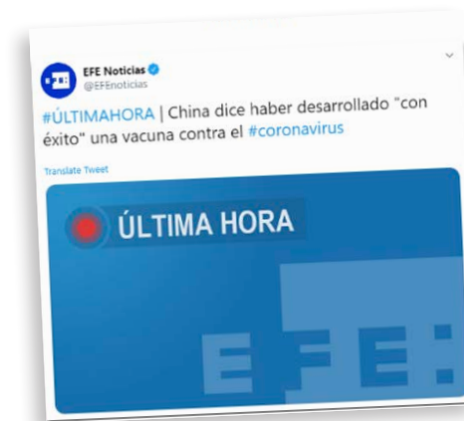 EFE Noticias
@EFEnoticias
#ÚLTIMAHORA | China dice haber desarrollado "con
éxito" una vacuna contra el #coronavirus
Translate Tweet
ÚLTIMA HORA
EFE: